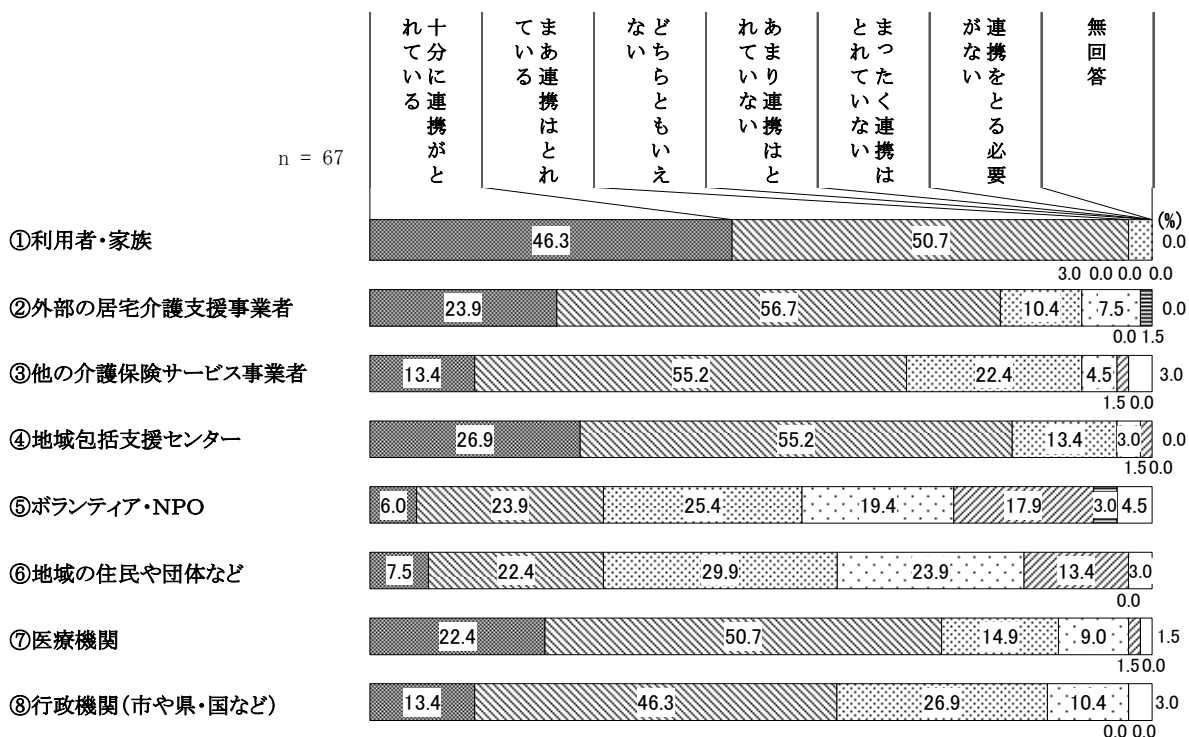 十分に連携がと
れている
まあ連携はとれ
ている
どちらともいえ
ない
あまり連携はと
れていない
まったく連携は
とれていない
連携をとる必要
がない
無回答
n = 67
(%)
①利用者・家族
46.3
50.7
0.0
3.0 0.0 0.0 0.0
②外部の居宅介護支援事業者
23.9
56.7
10.4
7.5
0.0
0.0 1.5
③他の介護保険サービス事業者
13.4
55.2
22.4
4.5
3.0
1.5 0.0
④地域包括支援センター
26.9
55.2
13.4
3.0
0.0
1.5 0.0
⑤ボランティア・NPO
6.0
23.9
25.4
19.4
17.9
3.0
4.5
⑥地域の住民や団体など
7.5
22.4
29.9
23.9
13.4
3.0
0.0
⑦医療機関
22.4
50.7
14.9
9.0
1.5
1.5 0.0
⑧行政機関(市や県・国など)
13.4
46.3
26.9
10.4
3.0
0.0 0.0